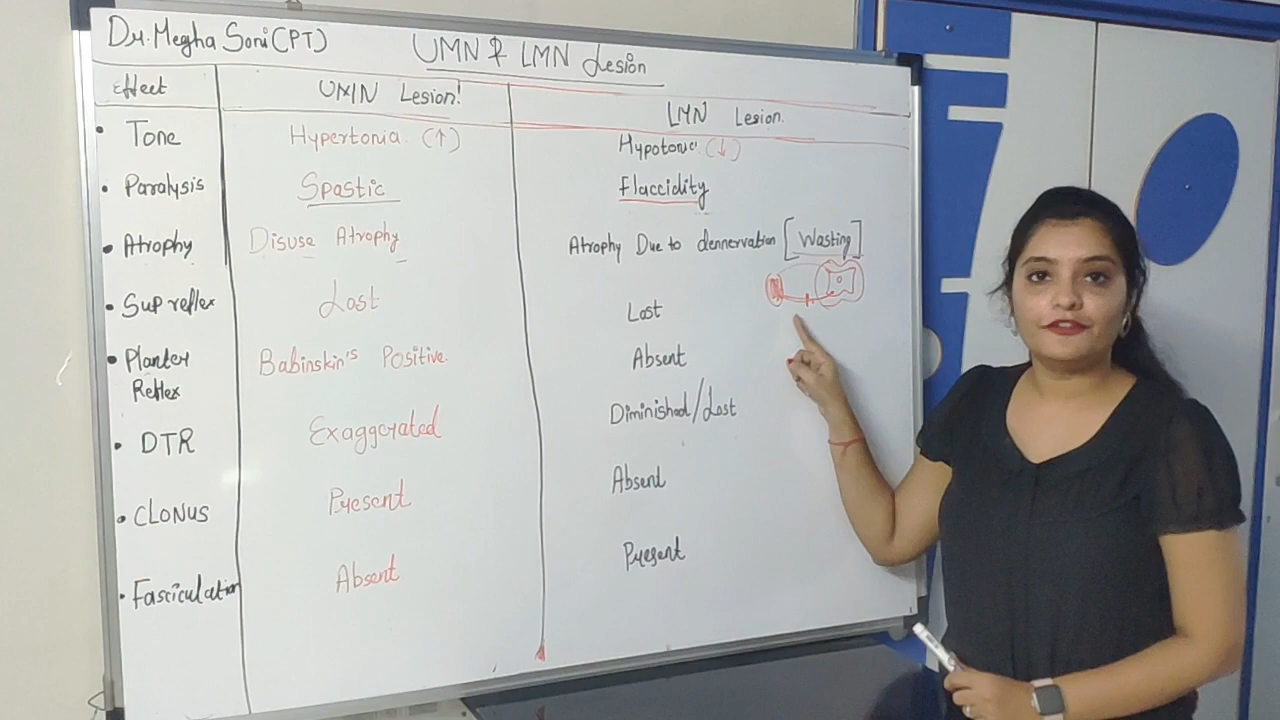 Dr. Megha Soni (PT)
UMN & LMN Lesion
Effect UMN Lesion! LMN Lesion.
• Tone Hypertonia (↑) Hypotonic (↓)
• Paralysis Spastic Flaccidity
• Atrophy Disuse Atrophy Atrophy Due to dennervation [Wasting]
• Sup reflex Lost Lost
• Planter Reflex Babinskin's Positive. Absent
• DTR Exaggerated Diminished/Lost
• CLONUS Present Absent
• Fasciculation Absent Present